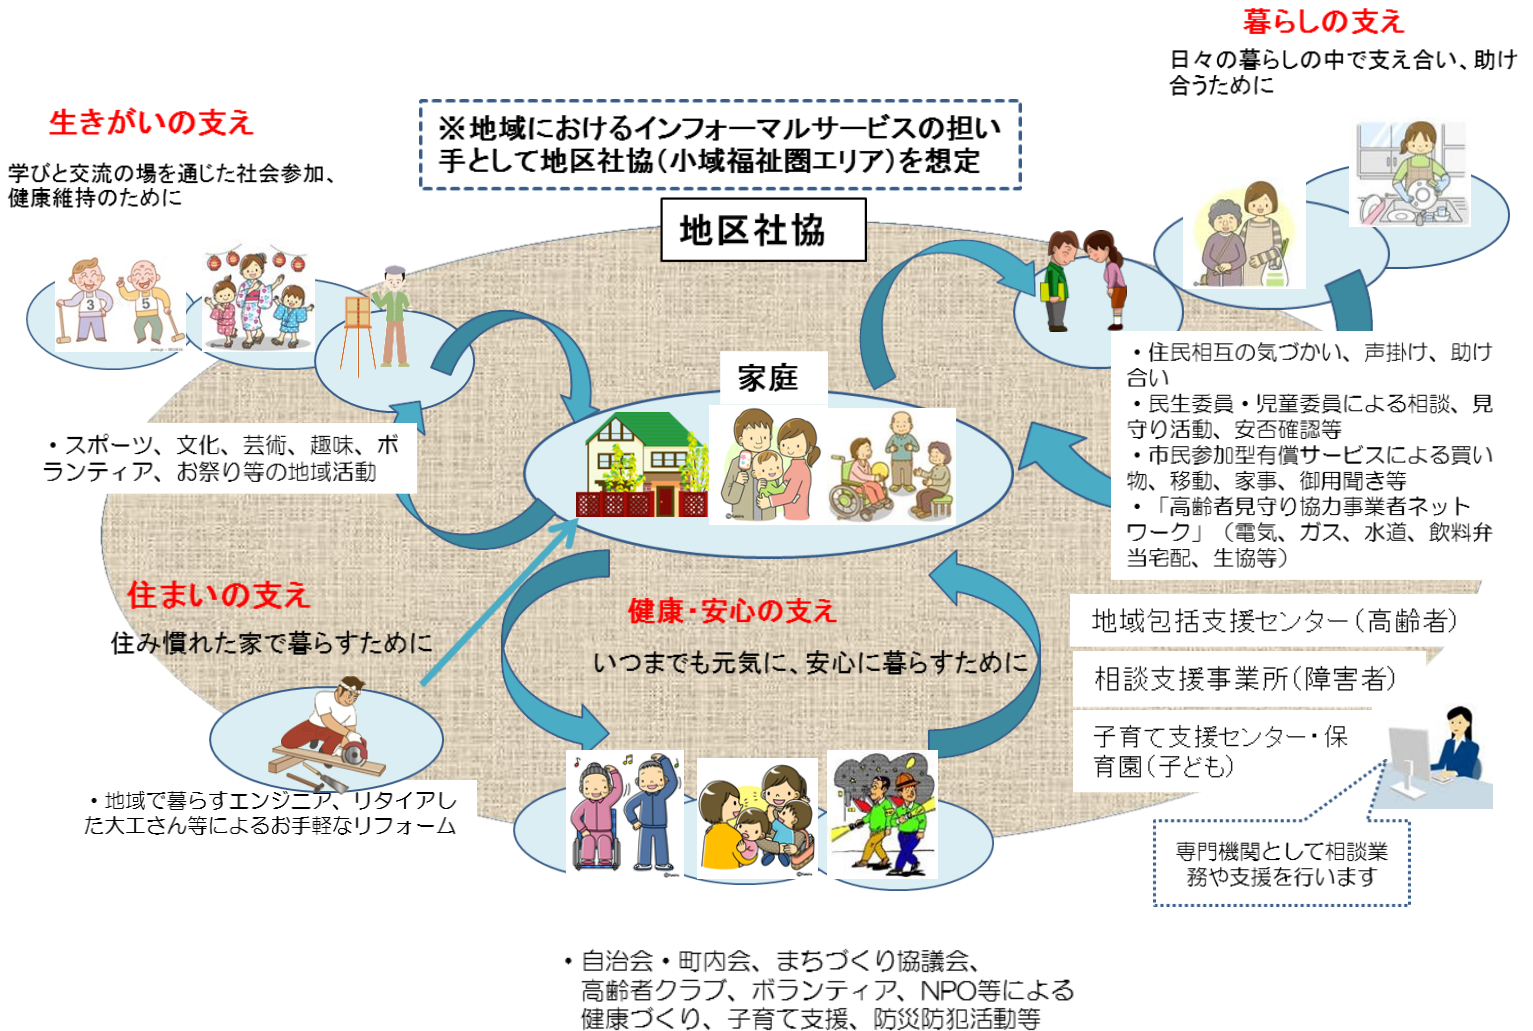 暮らしの支え
日々の暮らしの中で支え合い、助け
合うために
生きがいの支え
学びと交流の場を通じた社会参加、
健康維持のために
※地域におけるインフォーマルサービスの担い
手として地区社協（小域福祉圏エリア）を想定
地区社協
3
5
家庭
・スポーツ、文化、芸術、趣味、ボ
ランティア、お祭り等の地域活動
・住民相互の気づかい、声掛け、助け
合い
・民生委員・児童委員による相談、見
守り活動、安否確認等
・市民参加型有償サービスによる買い
物、移動、家事、御用聞き等
・「高齢者見守り協力事業者ネット
ワーク」（電気、ガス、水道、飲料弁
当宅配、生協等）
住まいの支え
住み慣れた家で暮らすために
健康・安心の支え
いつまでも元気に、安心に暮らすために
地域包括支援センター（高齢者）
相談支援事業所（障害者）
子育て支援センター・保
育園（子ども）
・地域で暮らすエンジニア、リタイアし
た大工さん等によるお手軽なリフォーム
専門機関として相談業
務や支援を行います
・自治会・町内会、まちづくり協議会、
高齢者クラブ、ボランティア、NPO等による
健康づくり、子育て支援、防災防犯活動等